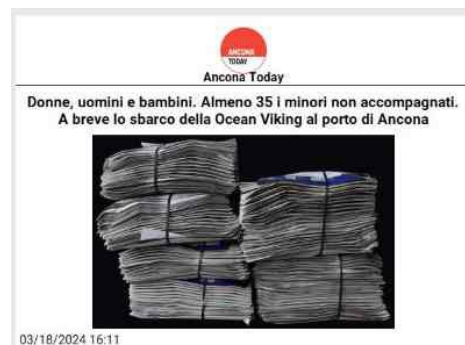 ANCONA
TODAY
Ancona Today
Donne, uomini e bambini. Almeno 35 i minori non accompagnati.
A breve lo sbarco della Ocean Viking al porto di Ancona
03/18/2024 16:11